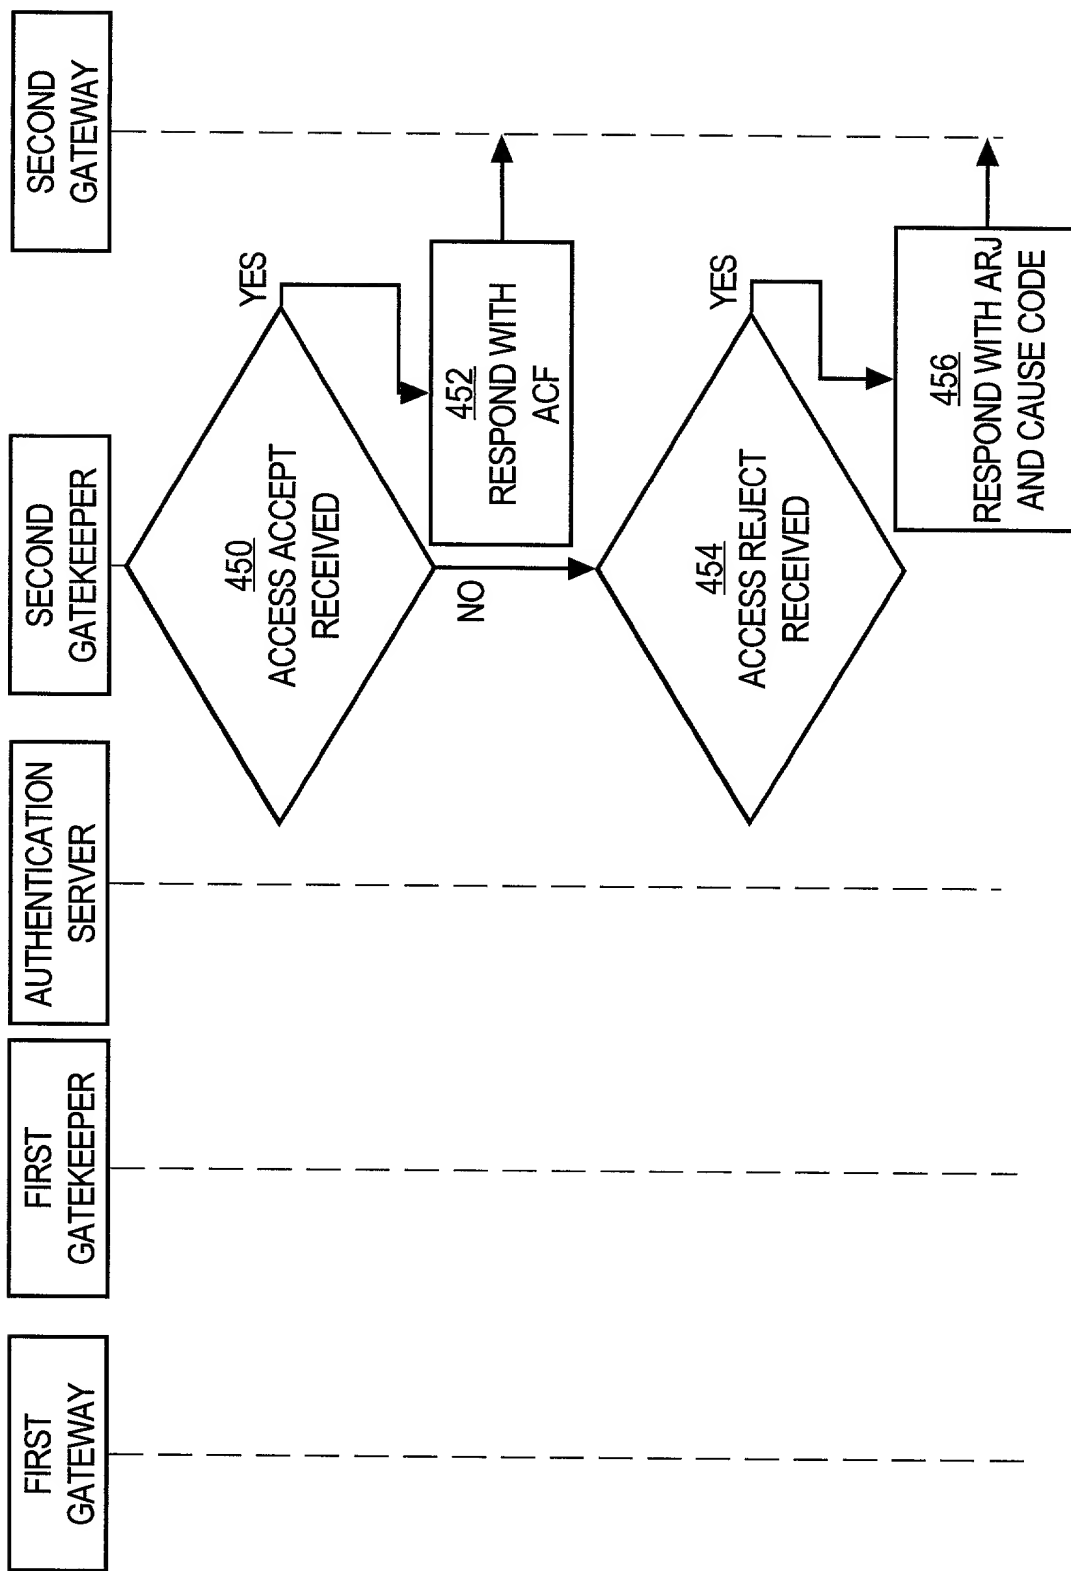 FIRST
GATEWAY
FIRST
GATEKEEPER
AUTHENTICATION
SERVER
SECOND
GATEKEEPER
SECOND
GATEWAY
450
ACCESS ACCEPT
RECEIVED
YES
NO
452
RESPOND WITH
ACF
454
ACCESS REJECT
RECEIVED
YES
456
RESPOND WITH ARJ
AND CAUSE CODE